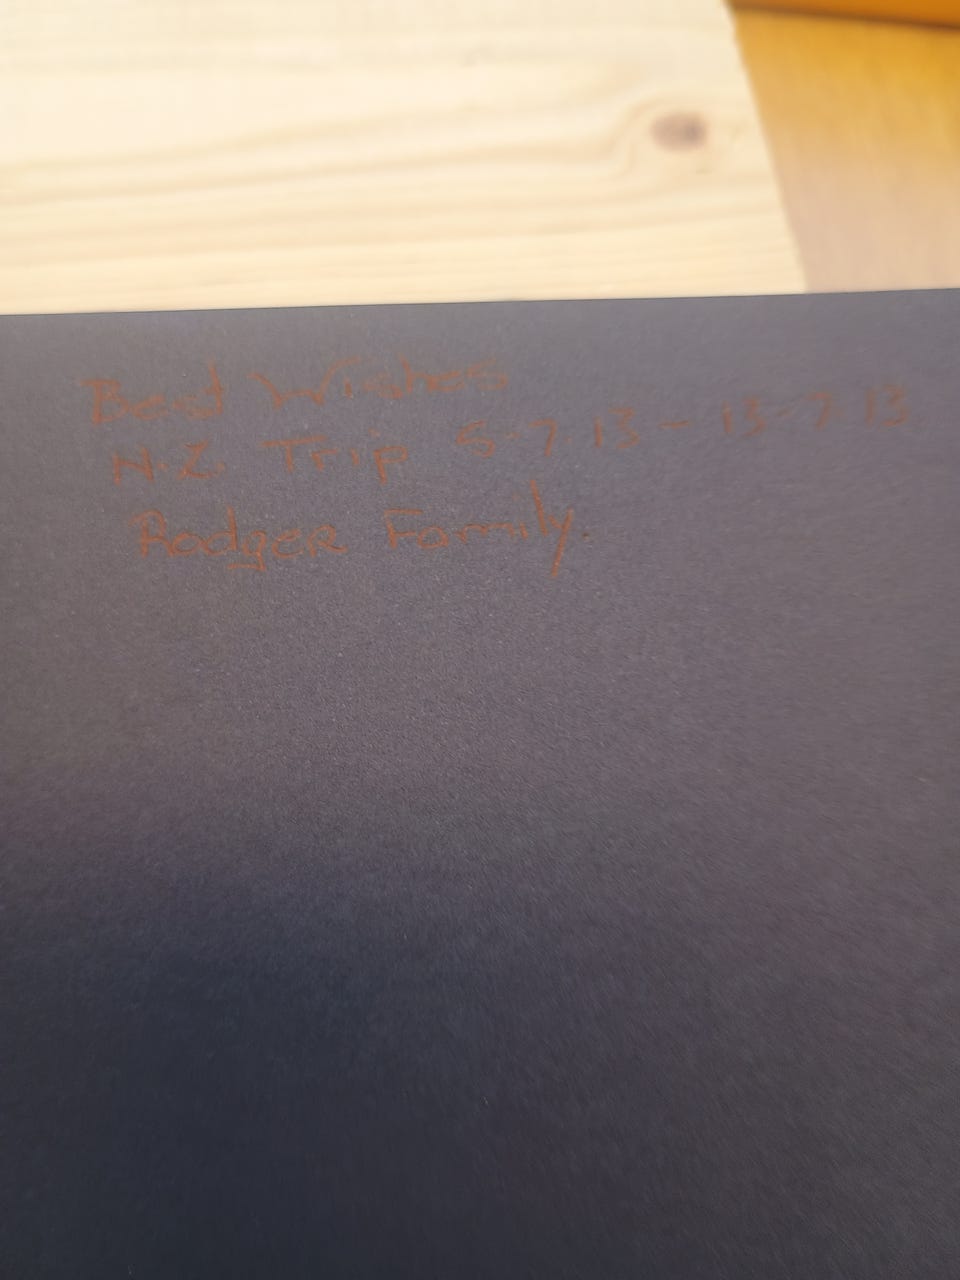 Best Wishes
N.Z. Trip 5.7.13 - 13-7.13
Rodger Family.